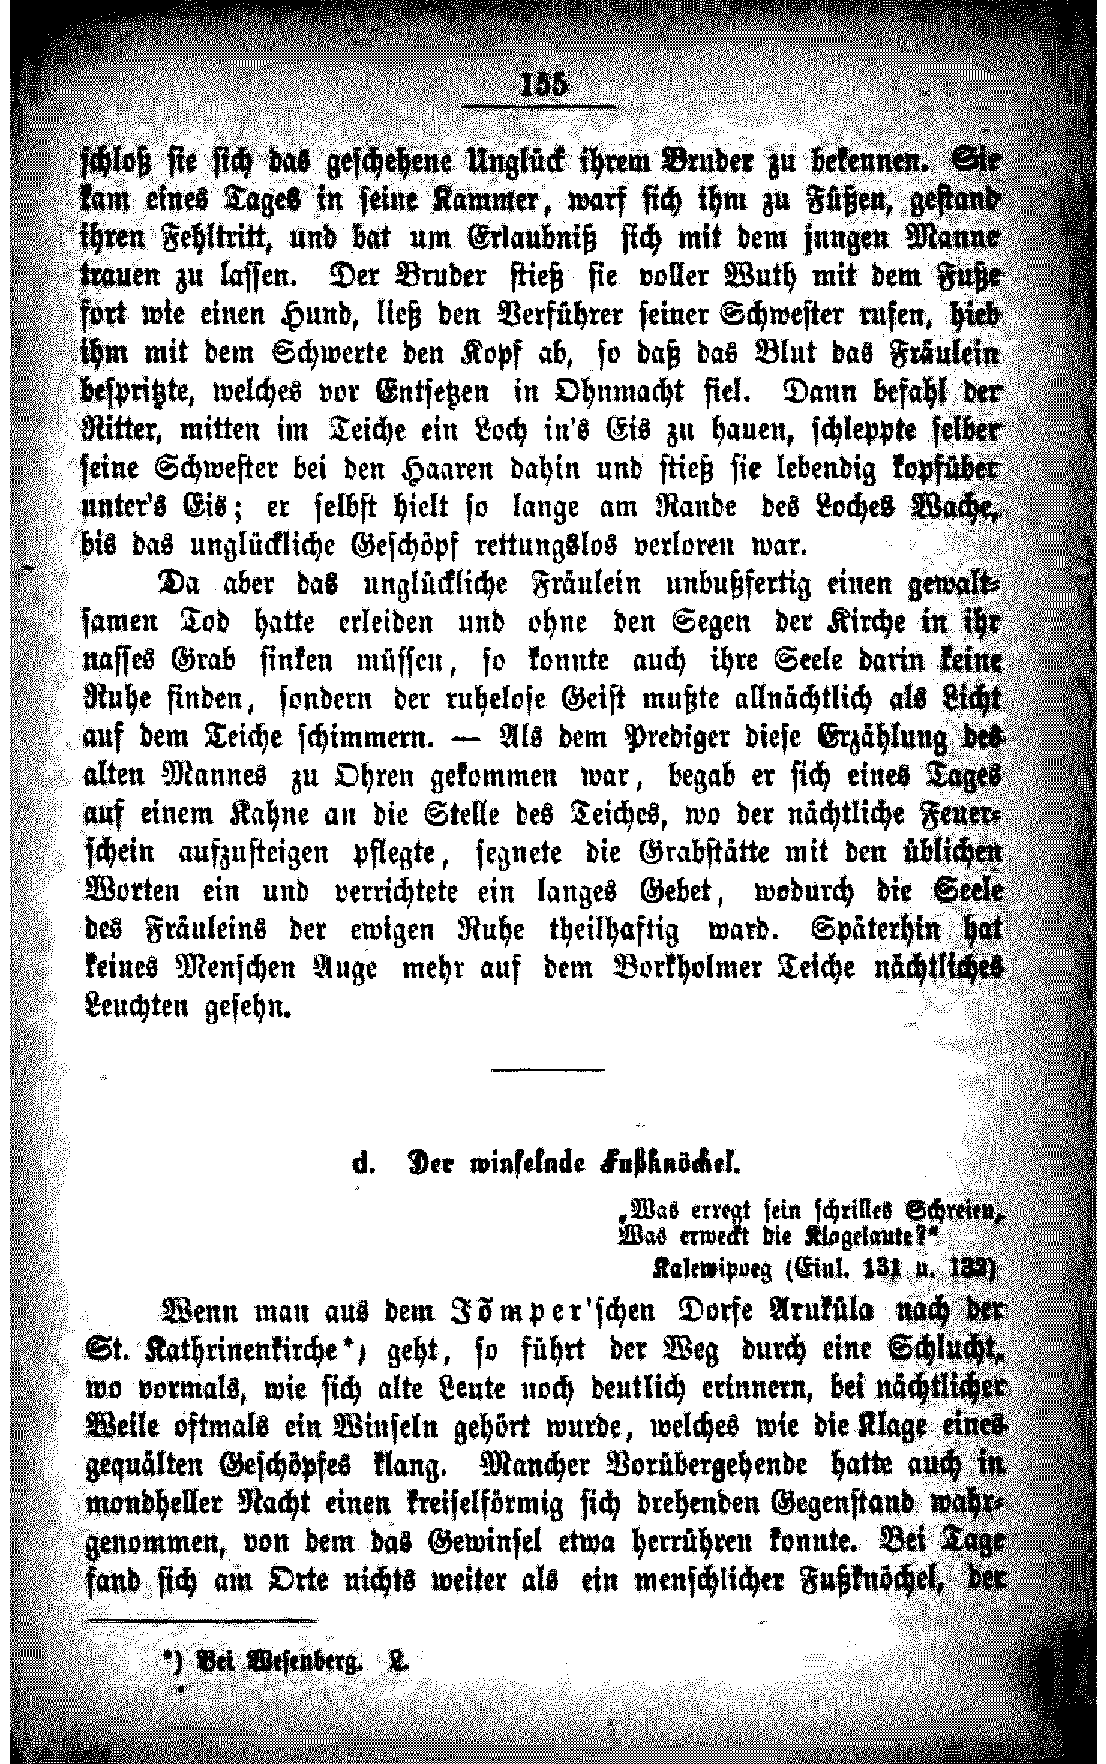 155
schloß sie sich das geschehene Unglück ihrem Bruder zu bekennen. Sie
kam eines Tages in seine Kammer, warf sich ihm zu Füßen, gestand
ihren Fehltritt, und bat um Erlaubniß sich mit dem jungen Manne
trauen zu lassen. Der Bruder stieß sie voller Wuth mit dem Fuße
fort wie einen Hund, ließ den Verführer seiner Schwester rufen, hieb
ihm mit dem Schwerte den Kopf ab, so daß das Blut das Fräulein
bespritzte, welches vor Entsetzen in Ohnmacht fiel. Dann befahl der
Ritter, mitten im Teiche ein Loch in's Eis zu hauen, schleppte selber
seine Schwester bei den Haaren dahin und stieß sie lebendig kopfüber
unter's Eis; er selbst hielt so lange am Rande des Loches Wache,
bis das unglückliche Geschöpf rettungslos verloren war.
Da aber das unglückliche Fräulein unbußfertig einen gewalt-
samen Tod hatte erleiden und ohne den Segen der Kirche in ihr
nasses Grab sinken müssen, so konnte auch ihre Seele darin keine
Ruhe finden, sondern der ruhelose Geist mußte allnächtlich als Licht
auf dem Teiche schimmern. — Als dem Prediger diese Erzählung des
alten Mannes zu Ohren gekommen war, begab er sich eines Tages
auf einem Kahne an die Stelle des Teiches, wo der nächtliche Feuer-
schein aufzusteigen pflegte, segnete die Grabstätte mit den üblichen
Worten ein und verrichtete ein langes Gebet, wodurch die Seele
des Fräuleins der ewigen Ruhe theilhaftig ward. Späterhin hat
keines Menschen Auge mehr auf dem Borkholmer Teiche nächtliches
Leuchten gesehn.
d. Der winselnde Fußknöchel.
„Was erregt sein schrilles Schreien,
Was erweckt die Klagelaute?“
Kalewipoeg (Einl. 131 u. 132)
Wenn man aus dem Jömper'schen Dorfe Aruküla nach der
St. Kathrinenkirche*) geht, so führt der Weg durch eine Schlucht,
wo vormals, wie sich alte Leute noch deutlich erinnern, bei nächtlicher
Weile oftmals ein Winseln gehört wurde, welches wie die Klage eines
gequälten Geschöpfes klang. Mancher Vorübergehende hatte auch in
mondheller Nacht einen kreiselförmig sich drehenden Gegenstand wahr-
genommen, von dem das Gewinsel etwa herrühren konnte. Bei Tage
fand sich am Orte nichts weiter als ein menschlicher Fußknöchel, der
*) Bei Wesenberg. L.